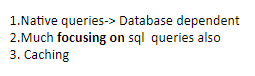 1.Native queries-> Database dependent
2.Much focusing on sql  queries also
3. Caching